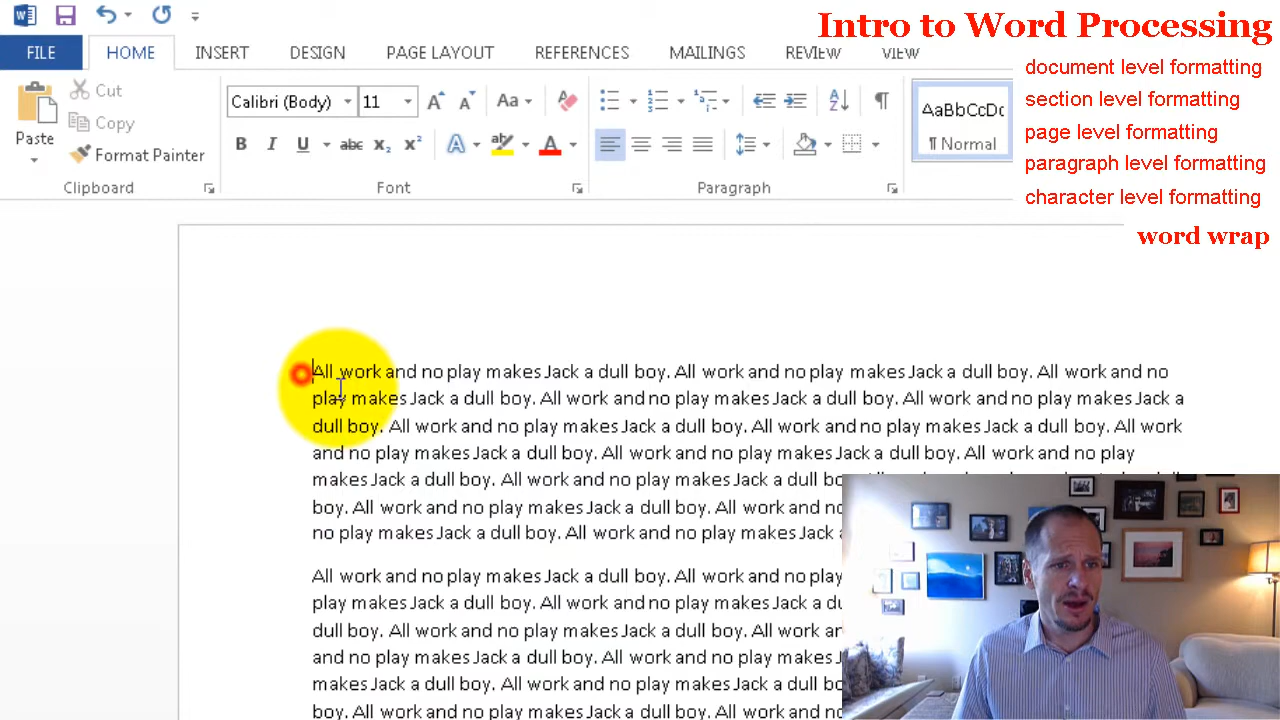 Intro to Word Processing
FILE HOME INSERT DESIGN PAGE LAYOUT REFERENCES MAILINGS REVIEW VIEW
document level formatting
section level formatting
page level formatting
paragraph level formatting
character level formatting
word wrap
Paste
Cut
Copy
Format Painter
Clipboard
Calibri (Body) 11 Aa
B I U abc X₂ X² A A
Font
Paragraph
AaBbCcDc
¶ Normal
All work and no play makes Jack a dull boy. All work and no play makes Jack a dull boy. All work and no
play makes Jack a dull boy. All work and no play makes Jack a dull boy. All work and no play makes Jack a
dull boy. All work and no play makes Jack a dull boy. All work and no play makes Jack a dull boy. All work
and no play makes Jack a dull boy. All work and no play makes Jack a dull boy. All work and no play
makes Jack a dull boy. All work and no play makes Jack a dull bo
boy. All work and no play makes Jack a dull boy. All work and no
no play makes Jack a dull boy. All work and no play makes Jack a
All work and no play makes Jack a dull boy. All work and no play
play makes Jack a dull boy. All work and no play makes Jack a du
dull boy. All work and no play makes Jack a dull boy. All work an
and no play makes Jack a dull boy. All work and no play makes J
makes Jack a dull boy. All work and no play makes Jack a dull bo
boy. All work and no play makes Jack a dull boy. All work and no